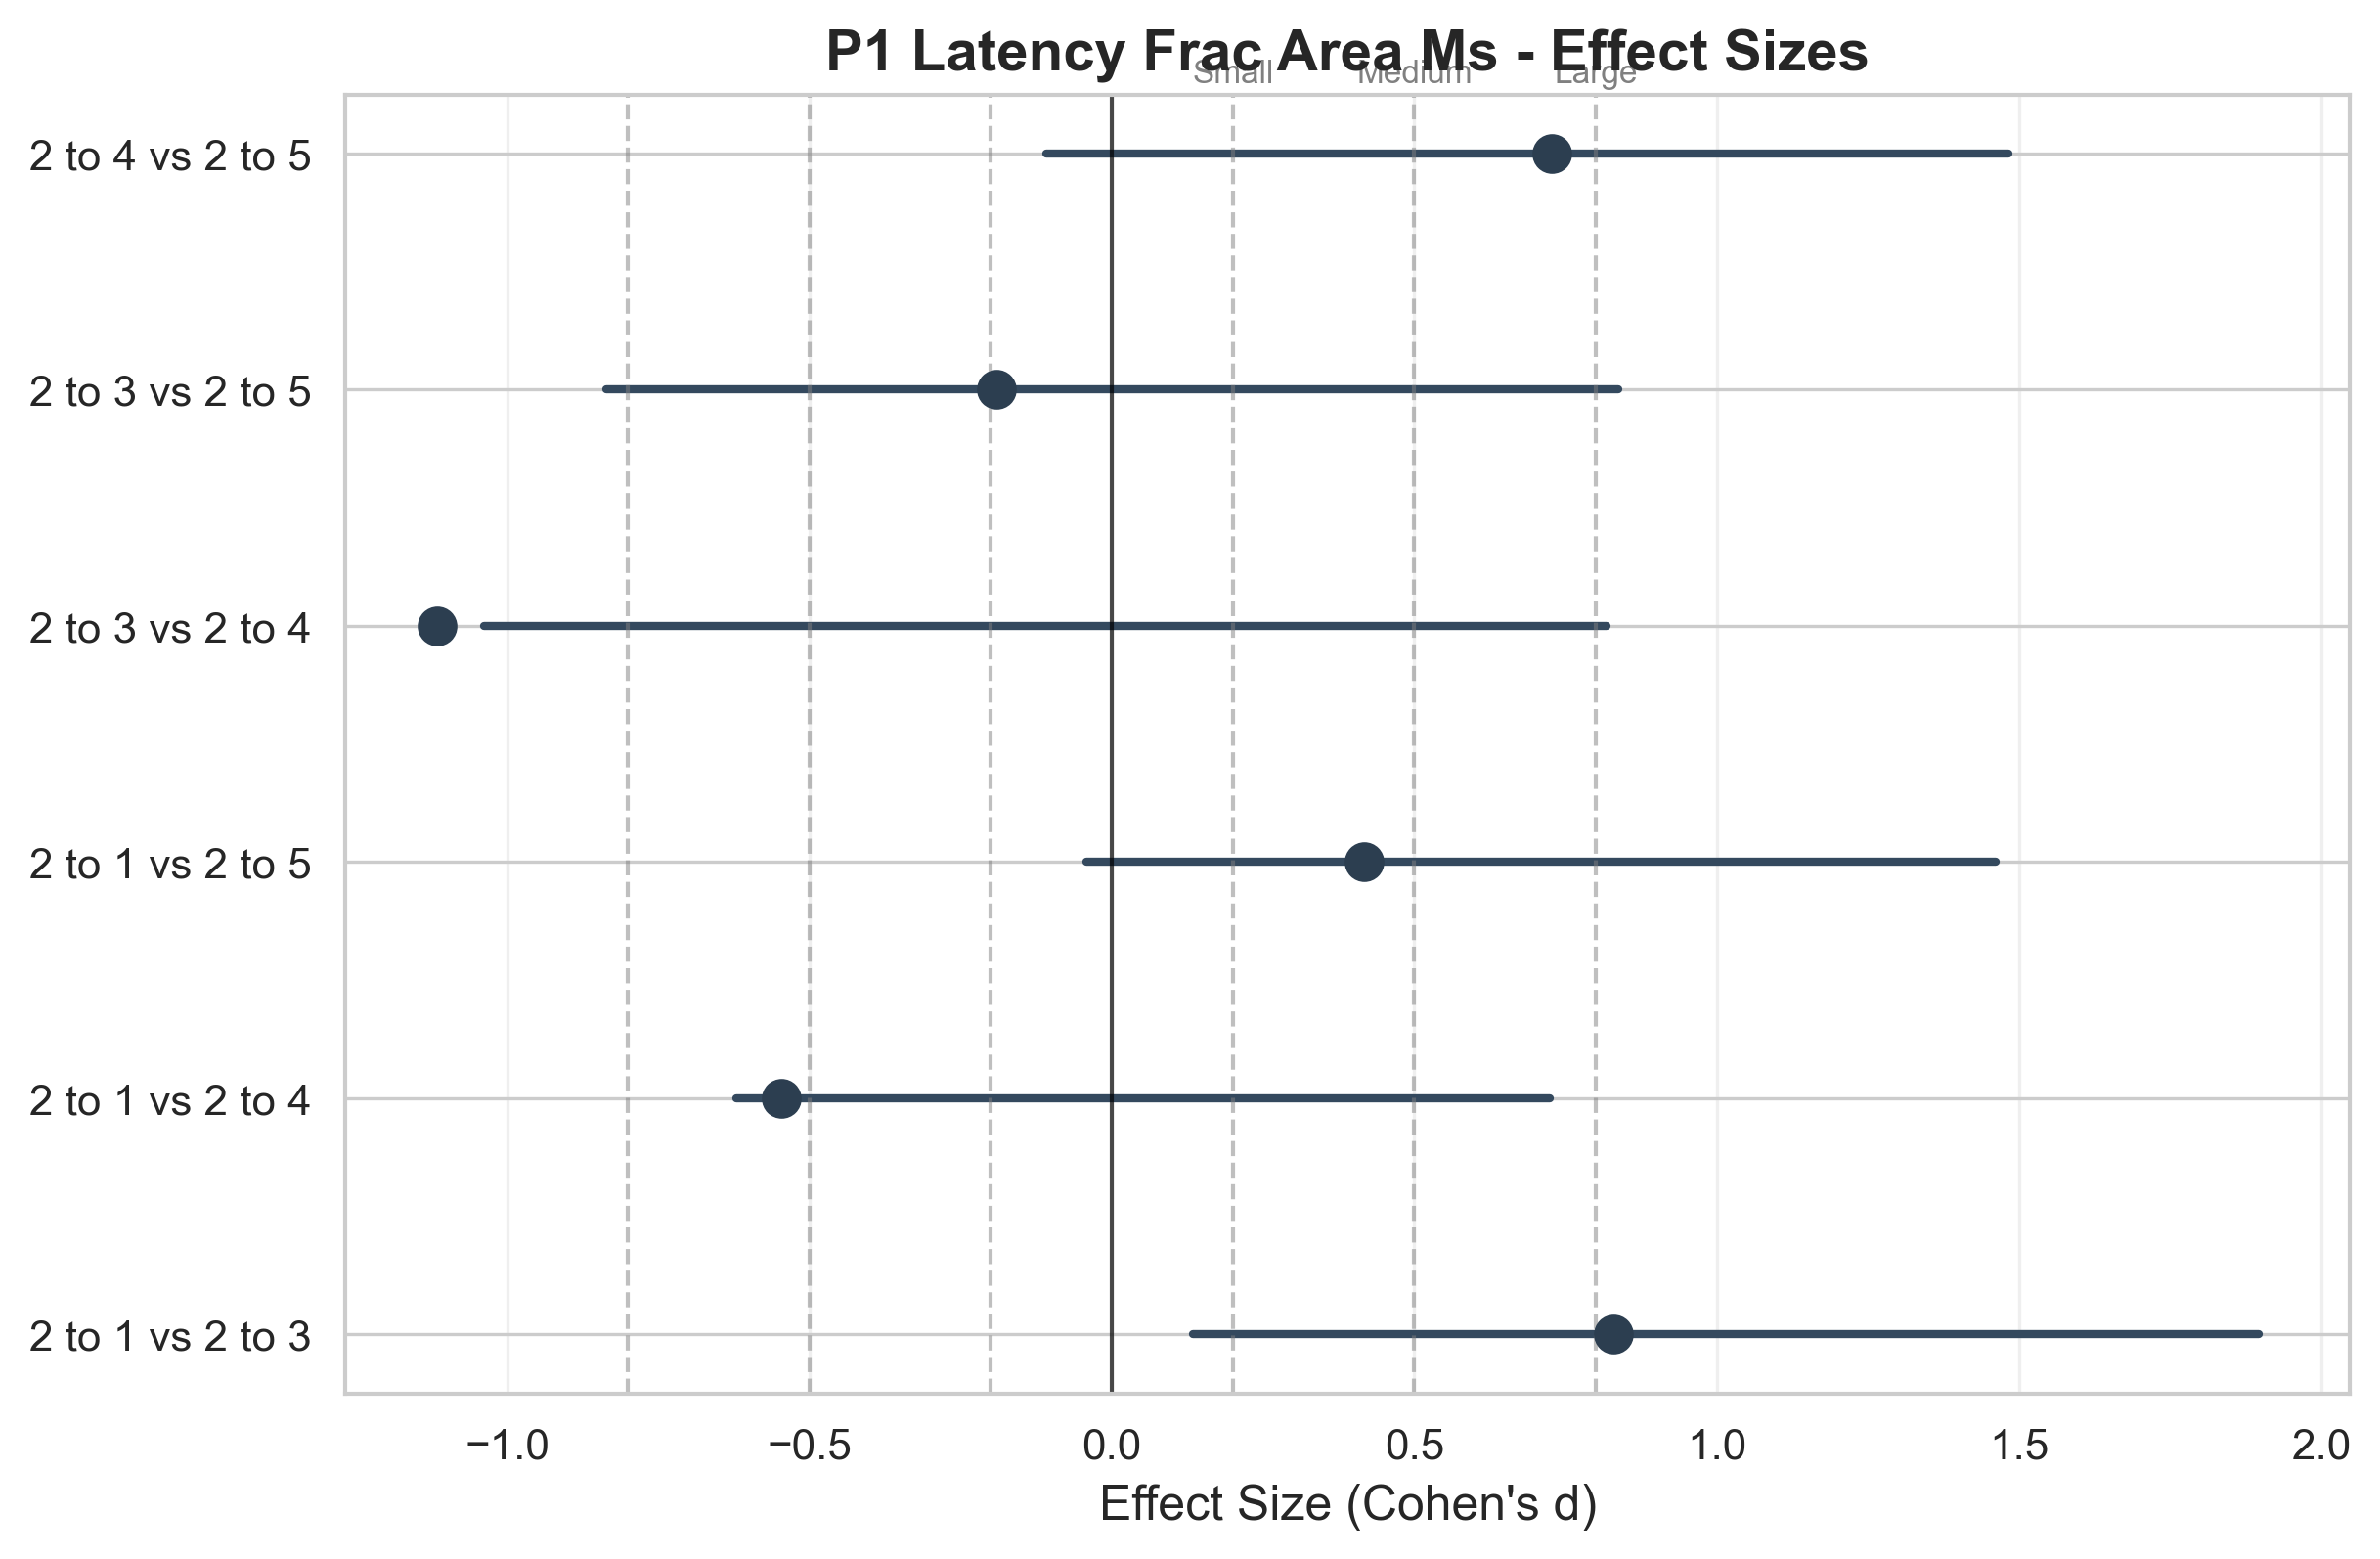 P1 Latency Frac Area Ms - Effect Sizes
Small Medium Large
2 to 4 vs 2 to 5
2 to 3 vs 2 to 5
2 to 3 vs 2 to 4
2 to 1 vs 2 to 5
2 to 1 vs 2 to 4
2 to 1 vs 2 to 3
−1.0 −0.5 0.0 0.5 1.0 1.5 2.0
Effect Size (Cohen's d)